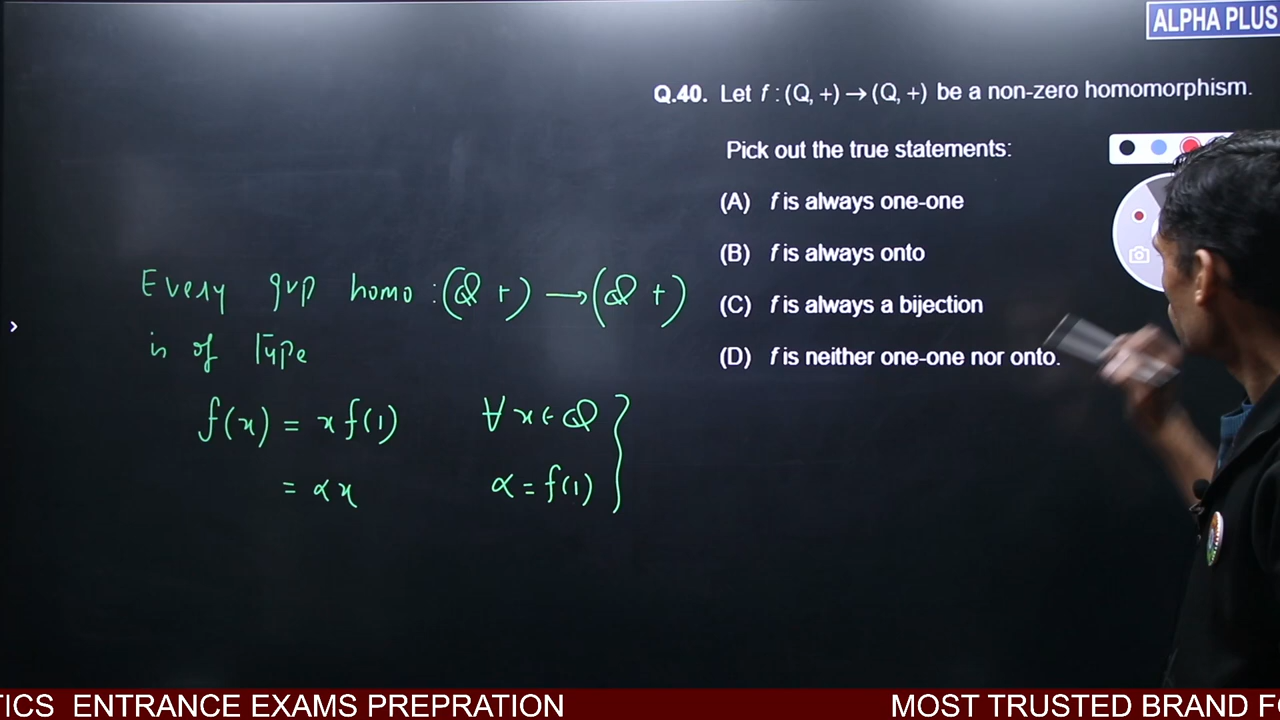 ALPHA PLUS
Q.40. Let f : (Q, +) → (Q, +) be a non-zero homomorphism.
Pick out the true statements:
(A) f is always one-one
(B) f is always onto
(C) f is always a bijection
(D) f is neither one-one nor onto.
Every grp homo : (Q +) → (Q +)
is of Type
f(x) = x f(1) ∀ x ∈ Q
= αx α = f(1)
TICS ENTRANCE EXAMS PREPRATION MOST TRUSTED BRAND F